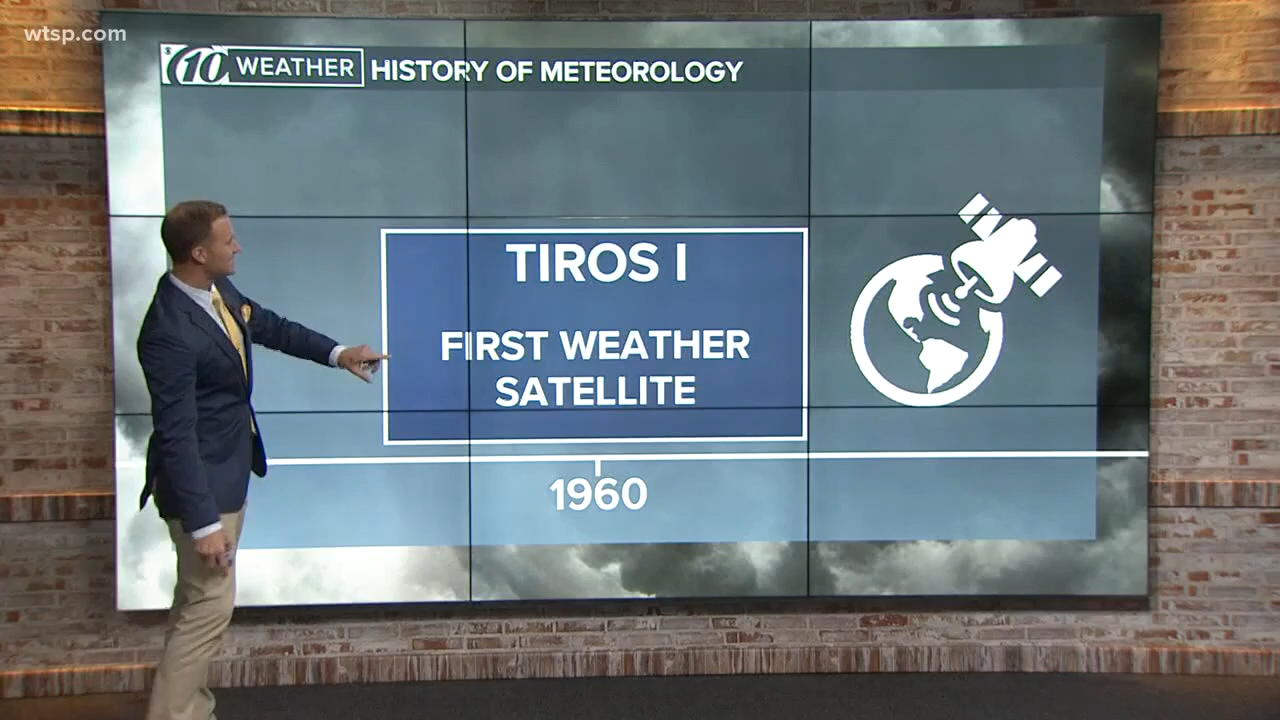 wtsp.com
10 WEATHER HISTORY OF METEOROLOGY
TIROS I
FIRST WEATHER
SATELLITE
1960